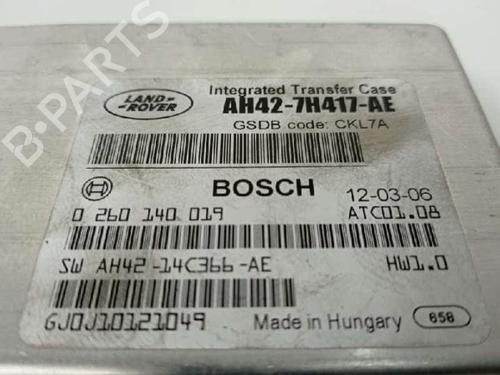 B-PARTS
LAND-
ROVER
Integrated Transfer Case
AH42-7H417-AE
GSDB code: CKL7A
BOSCH
12-03-06
0 260 140 019
ATC01.08
SW AH42-14C366-AE
HW1.0
GJ0J10121049
Made in Hungary
658